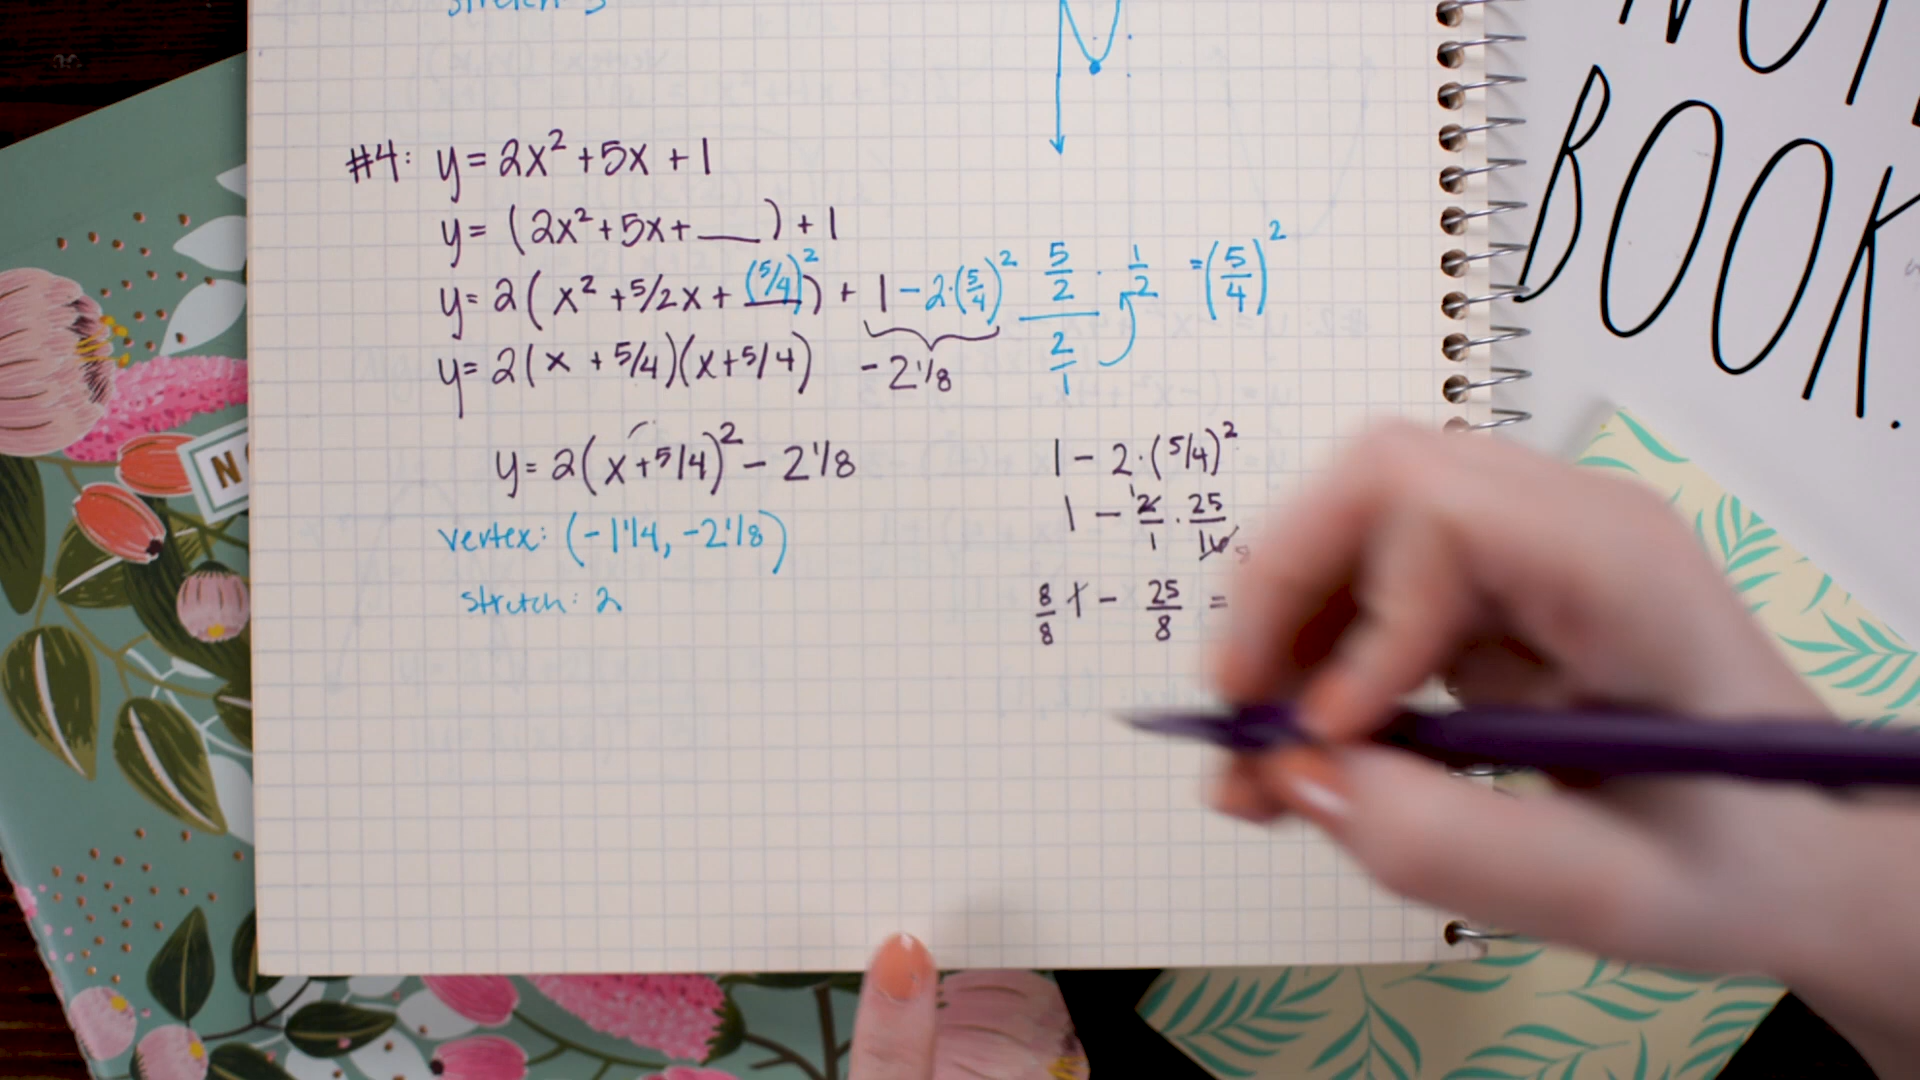 stretch: 3
#4: y = 2x² + 5x + 1
y = (2x² + 5x + ___) + 1
y = 2(x² + 5/2x + (5/4)²) + 1 - 2·(5/4)²
5/2 · 1/2 = (5/4)²
2/1
y = 2(x + 5/4)(x + 5/4) - 2 1/8
y = 2(x + 5/4)² - 2 1/8
vertex: (-1 1/4, -2 1/8)
stretch: 2
1 - 2·(5/4)²
1 - 2/1 · 25/16
8/8 1 - 25/8 =
BOOK.